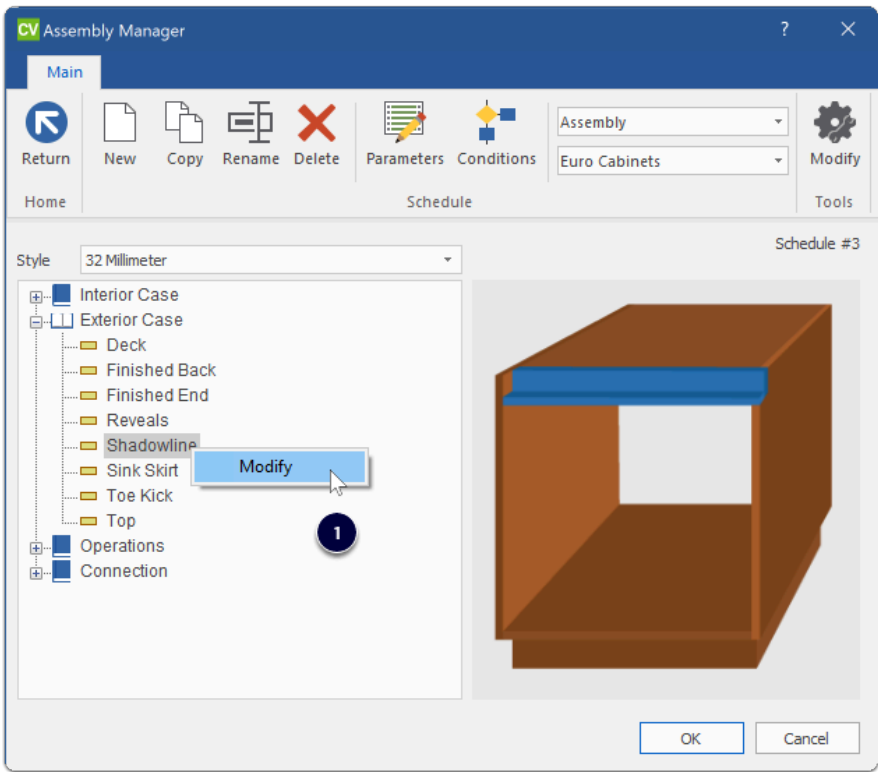 CV Assembly Manager ?
Main
Return New Copy Rename Delete Parameters Conditions Modify
Assembly
Euro Cabinets
Home Schedule Tools
Schedule #3
Style 32 Millimeter
Interior Case
Exterior Case
Deck
Finished Back
Finished End
Reveals
Shadowline
Modify
Sink Skirt
Toe Kick
1
Top
Operations
Connection
OK Cancel